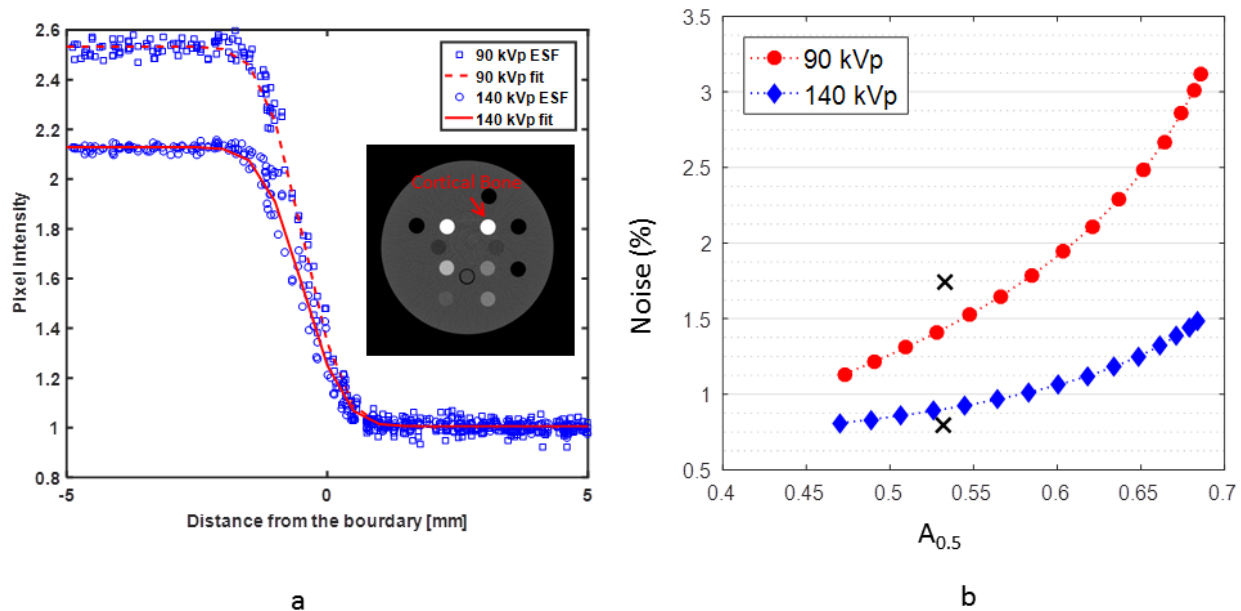 2.6
2.4
2.2
2
1.8
1.6
1.4
1.2
1
0.8
Pixel Intensity
-5
0
5
Distance from the bourdary [mm]
90 kVp ESF
90 kVp fit
140 kVp ESF
140 kVp fit
Cortical Bone
a
3.5
3
2.5
2
1.5
1
0.5
Noise (%)
0.4
0.45
0.5
0.55
0.6
0.65
0.7
A0.5
90 kVp
140 kVp
b